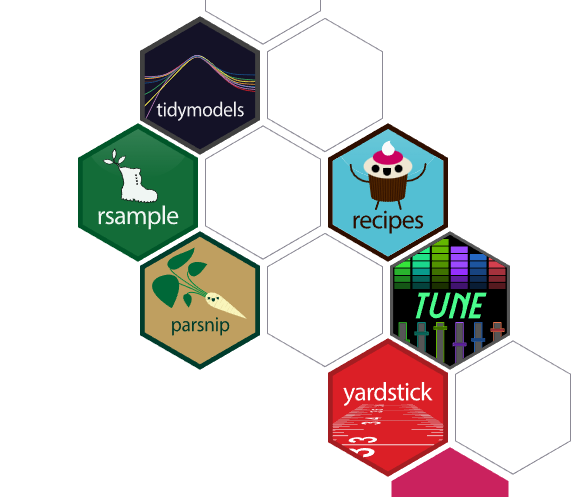 tidymodels
rsample
recipes
parsnip
TUNE
yardstick